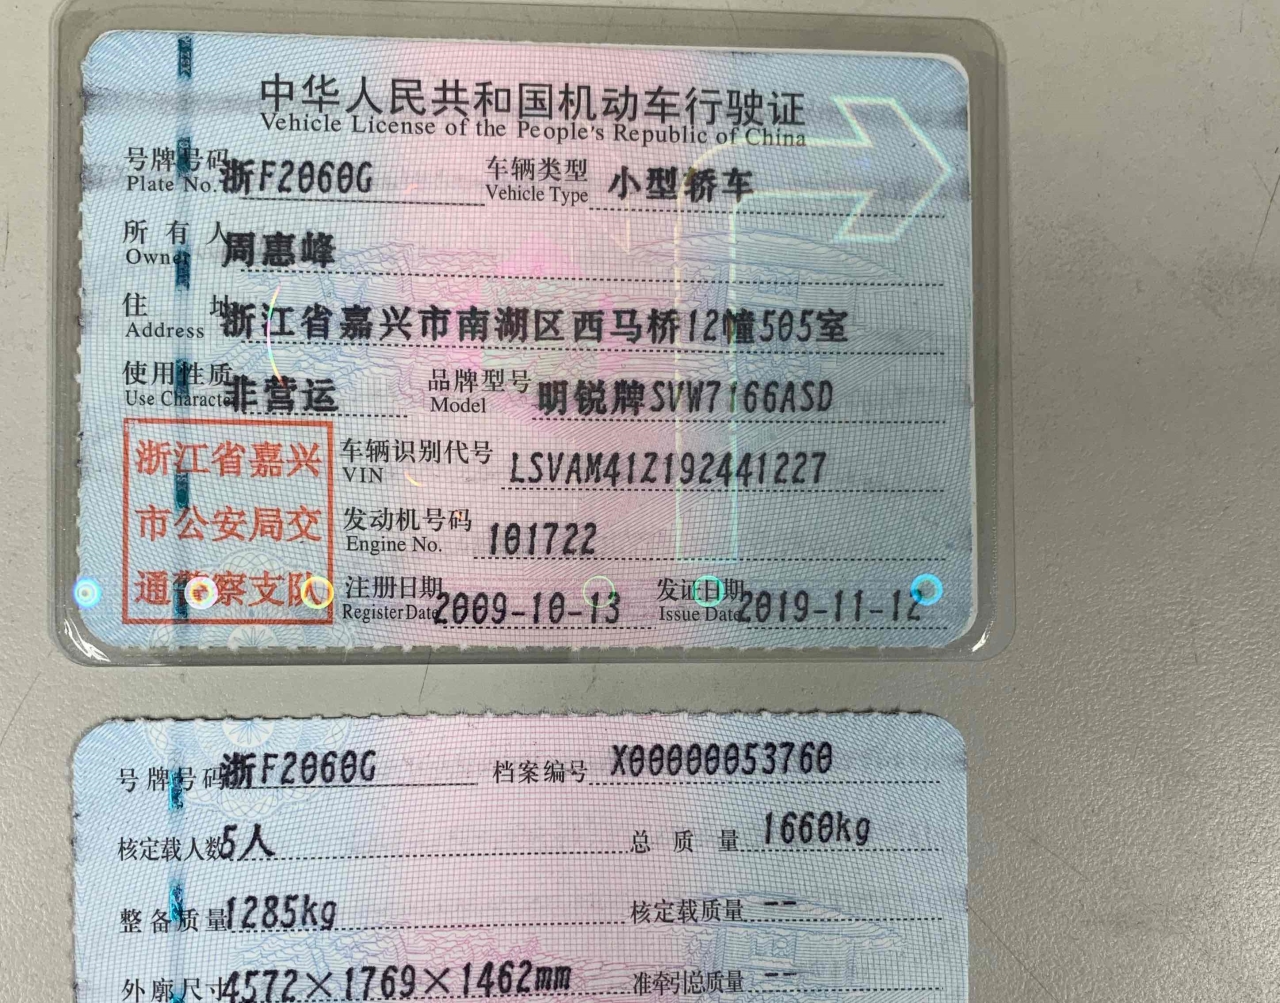 中华人民共和国机动车行驶证
Vehicle License of the People's Republic of China
号牌号码 浙F2060G 车辆类型 小型轿车
Plate No. Vehicle Type
所有人 周惠峰
Owner
住址 浙江省嘉兴市南湖区西马桥12幢505室
Address
使用性质 非营运 品牌型号 明锐牌SVW7166ASD
Use Character Model
浙江省嘉兴
市公安局交
通警察支队
车辆识别代号 LSVAM41Z192441227
VIN
发动机号码 101722
Engine No.
注册日期 2009-10-13 发证日期 2019-11-12
Register Date Issue Date
号牌号码 浙F2060G 档案编号 X00000053760
核定载人数 5人 总质量 1660kg
整备质量 1285kg 核定载质量 --
外廓尺寸 4572×1769×1462mm 准牵引总质量 --